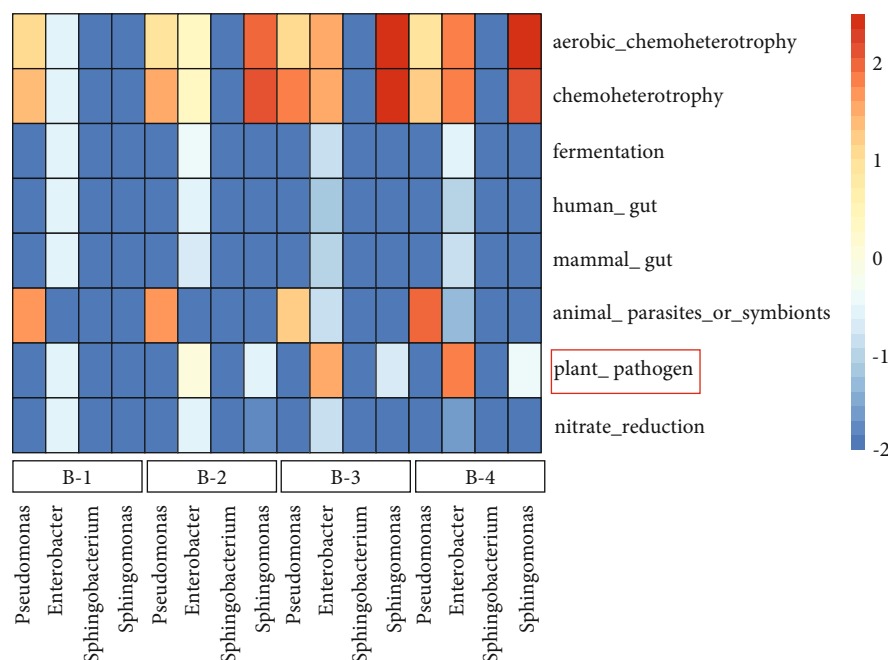 aerobic_chemoheterotrophy
chemoheterotrophy
fermentation
human_ gut
mammal_ gut
animal_ parasites_or_symbionts
plant_ pathogen
nitrate_reduction
2
1
0
-1
-2
B-1
B-2
B-3
B-4
Pseudomonas
Enterobacter
Sphingobacterium
Sphingomonas
Pseudomonas
Enterobacter
Sphingobacterium
Sphingomonas
Pseudomonas
Enterobacter
Sphingobacterium
Sphingomonas
Pseudomonas
Enterobacter
Sphingobacterium
Sphingomonas